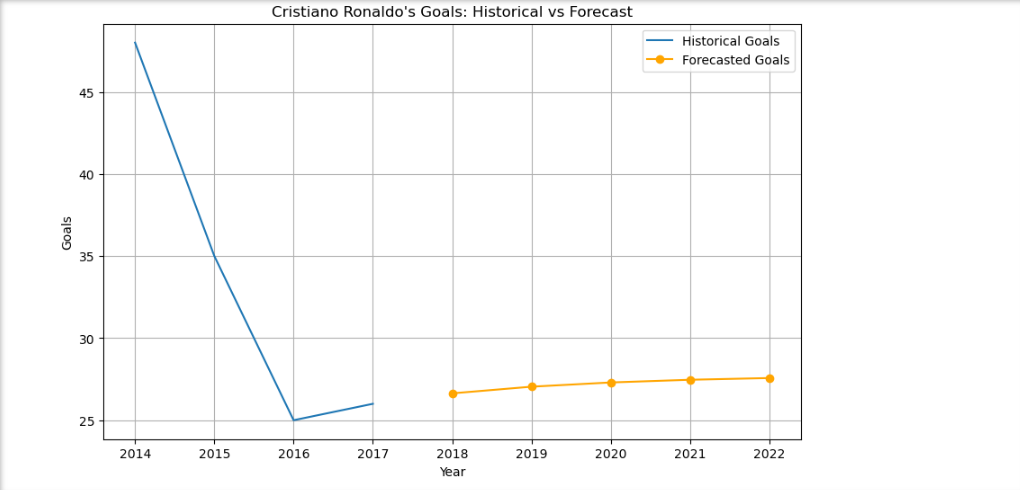 Cristiano Ronaldo's Goals: Historical vs Forecast
Historical Goals
Forecasted Goals
45
40
35
30
25
Goals
2014 2015 2016 2017 2018 2019 2020 2021 2022
Year